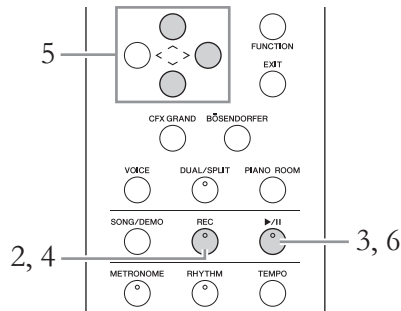 5
FUNCTION
EXIT
CFX GRAND BÖSENDORFER
VOICE DUAL/SPLIT PIANO ROOM
SONG/DEMO REC ►/II
2, 4
3, 6
METRONOME RHYTHM TEMPO